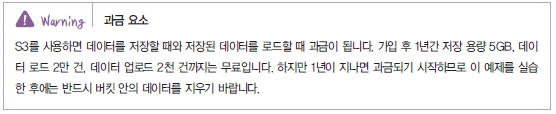 Warning 과금 요소
S3를 사용하면 데이터를 저장할 때와 저장된 데이터를 로드할 때 과금이 됩니다. 가입 후 1년간 저장 용량 5GB, 데이
터 로드 2만 건, 데이터 업로드 2천 건까지는 무료입니다. 하지만 1년이 지나면 과금되기 시작하므로 이 예제를 실습
한 후에는 반드시 버킷 안의 데이터를 지우기 바랍니다.